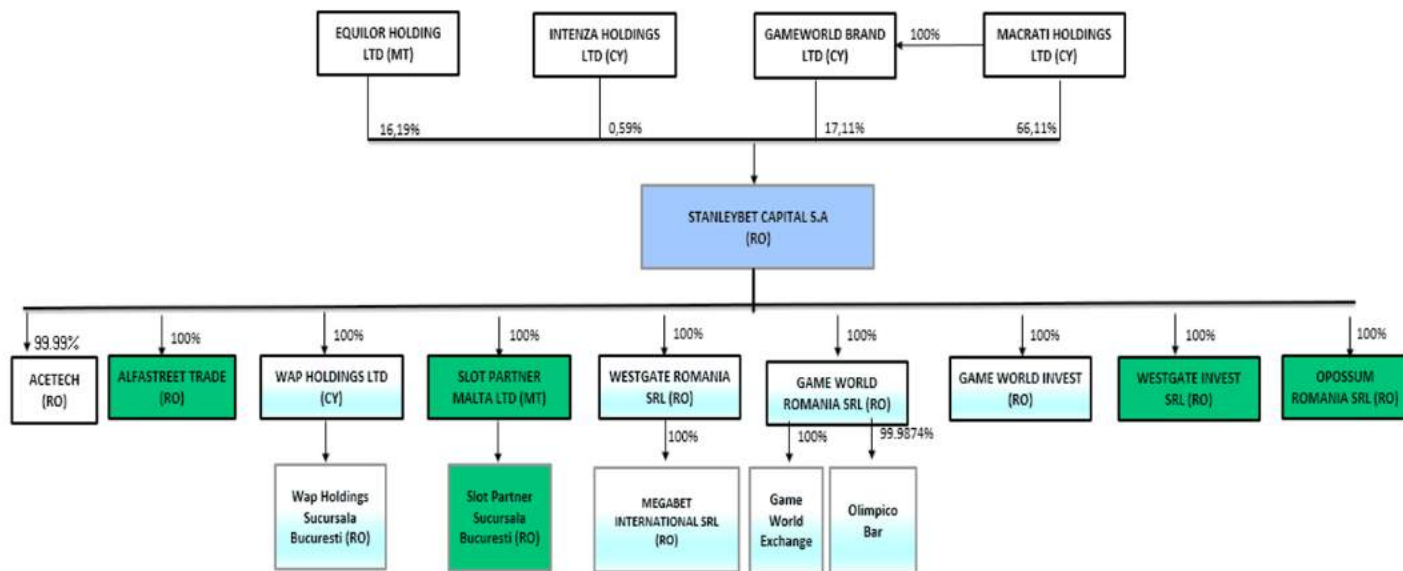 EQUILOR HOLDING
LTD (MT)
INTENZA HOLDINGS
LTD (CY)
GAMEWORLD BRAND
LTD (CY)
100%
MACRATI HOLDINGS
LTD (CY)
16,19%
0,59%
17,11%
66,11%
STANLEYBET CAPITAL S.A
(RO)
99.99%
100%
100%
100%
100%
100%
100%
100%
100%
ACETECH
(RO)
ALFASTREET TRADE
(RO)
WAP HOLDINGS LTD
(CY)
SLOT PARTNER
MALTA LTD (MT)
WESTGATE ROMANIA
SRL (RO)
GAME WORLD
ROMANIA SRL (RO)
GAME WORLD INVEST
(RO)
WESTGATE INVEST
SRL (RO)
OPOSSUM
ROMANIA SRL (RO)
100%
100%
99.9874%
Wap Holdings
Sucursala
Bucuresti (RO)
Slot Partner
Sucursala
Bucuresti (RO)
MEGABET
INTERNATIONAL SRL
(RO)
Game
World
Exchange
Olimpico
Bar